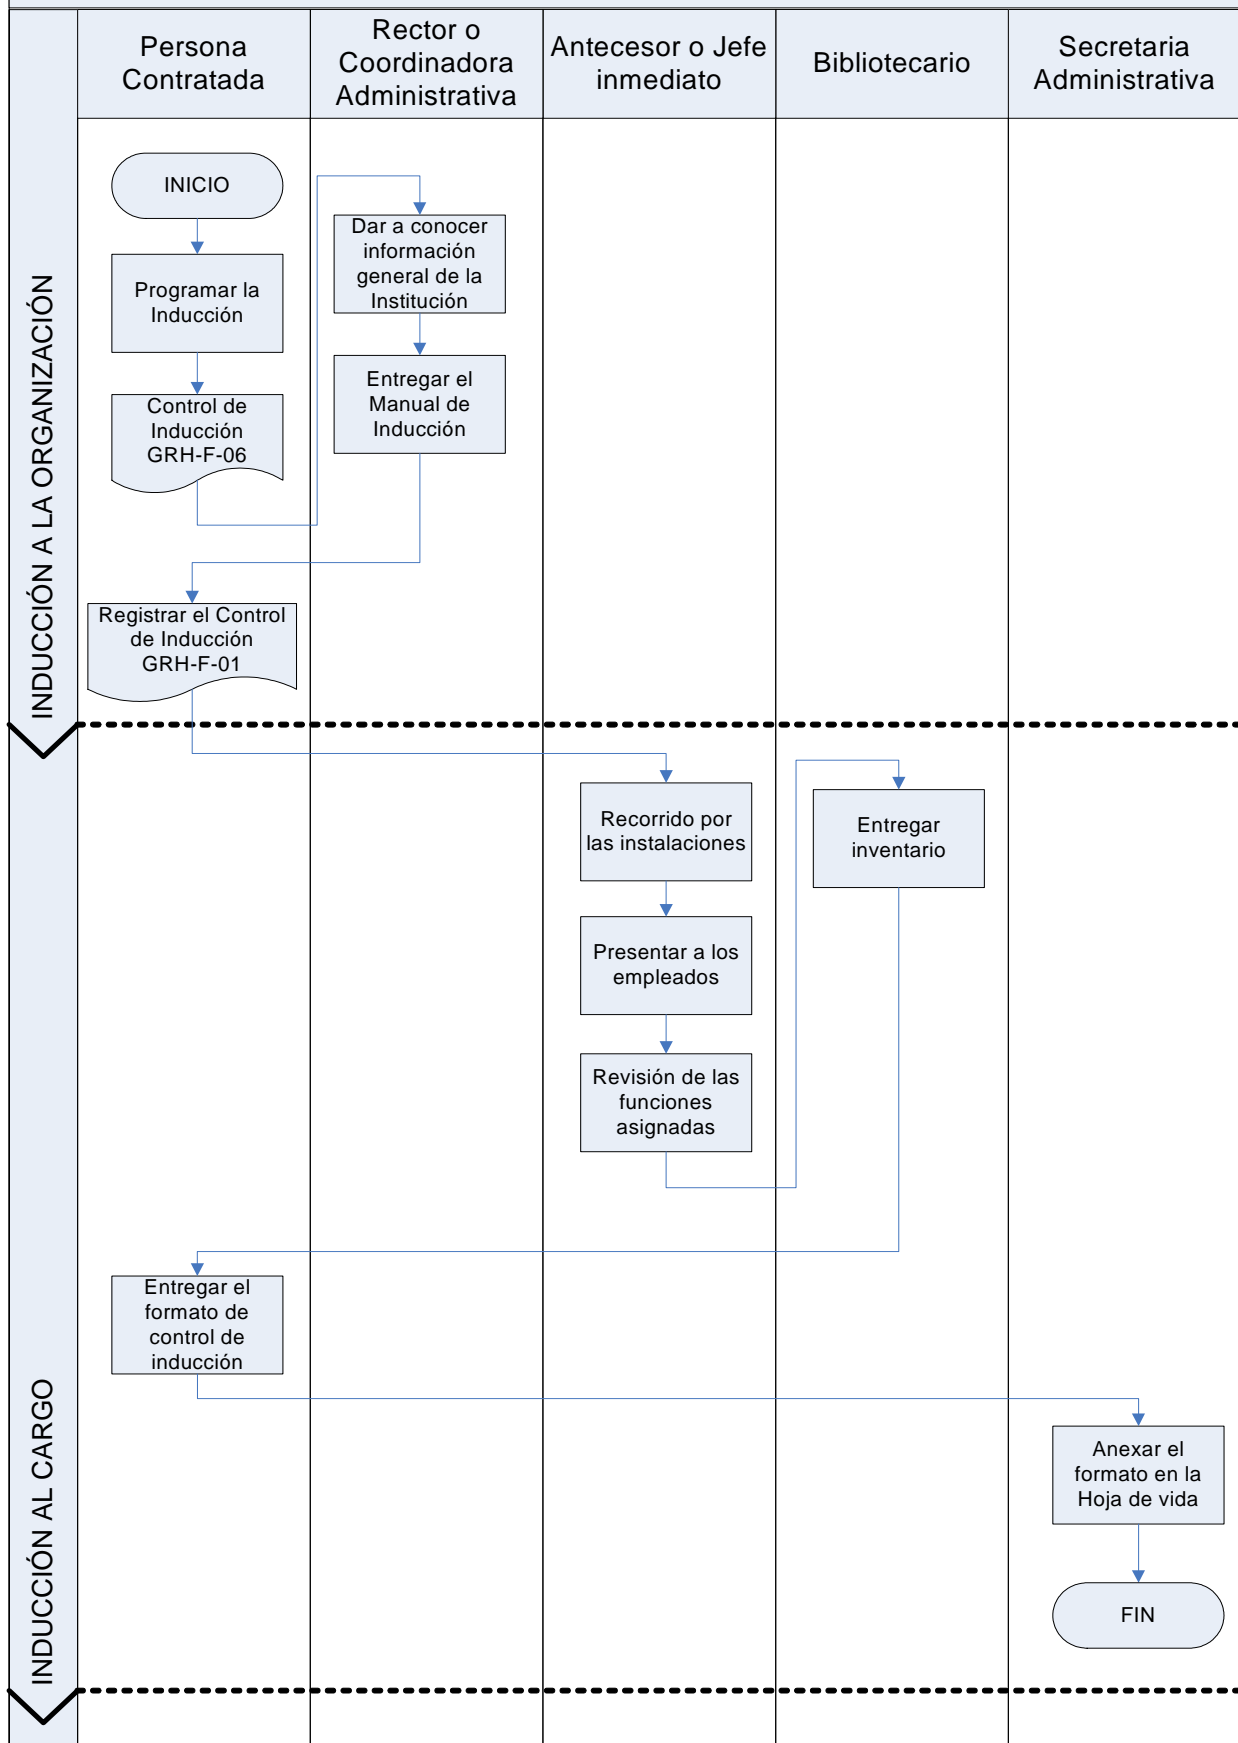 Persona
Contratada
Rector o
Coordinadora
Administrativa
Antecesor o Jefe
inmediato
Bibliotecario
Secretaria
Administrativa
INDUCCIÓN A LA ORGANIZACIÓN
INICIO
Programar la
Inducción
Control de
Inducción
GRH-F-06
Dar a conocer
información
general de la
Institución
Entregar el
Manual de
Inducción
Registrar el Control
de Inducción
GRH-F-01
INDUCCIÓN AL CARGO
Recorrido por
las instalaciones
Presentar a los
empleados
Revisión de las
funciones
asignadas
Entregar
inventario
Entregar el
formato de
control de
inducción
Anexar el
formato en la
Hoja de vida
FIN